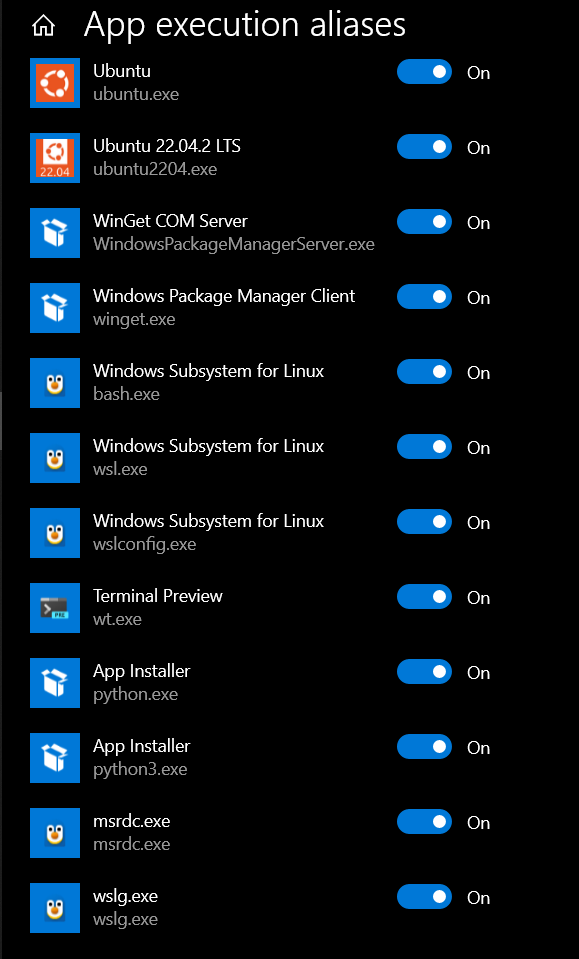 App execution aliases
Ubuntu
On
ubuntu.exe
Ubuntu 22.04.2 LTS
On
22.04
ubuntu2204.exe
WinGet COM Server
On
WindowsPackageManagerServer.exe
Windows Package Manager Client
On
winget.exe
Windows Subsystem for Linux
On
bash.exe
Windows Subsystem for Linux
On
wsl.exe
Windows Subsystem for Linux
On
wslconfig.exe
Terminal Preview
On
PRE
wt.exe
App Installer
On
python.exe
App Installer
On
python3.exe
msrdc.exe
On
msrdc.exe
wslg.exe
On
wslg.exe